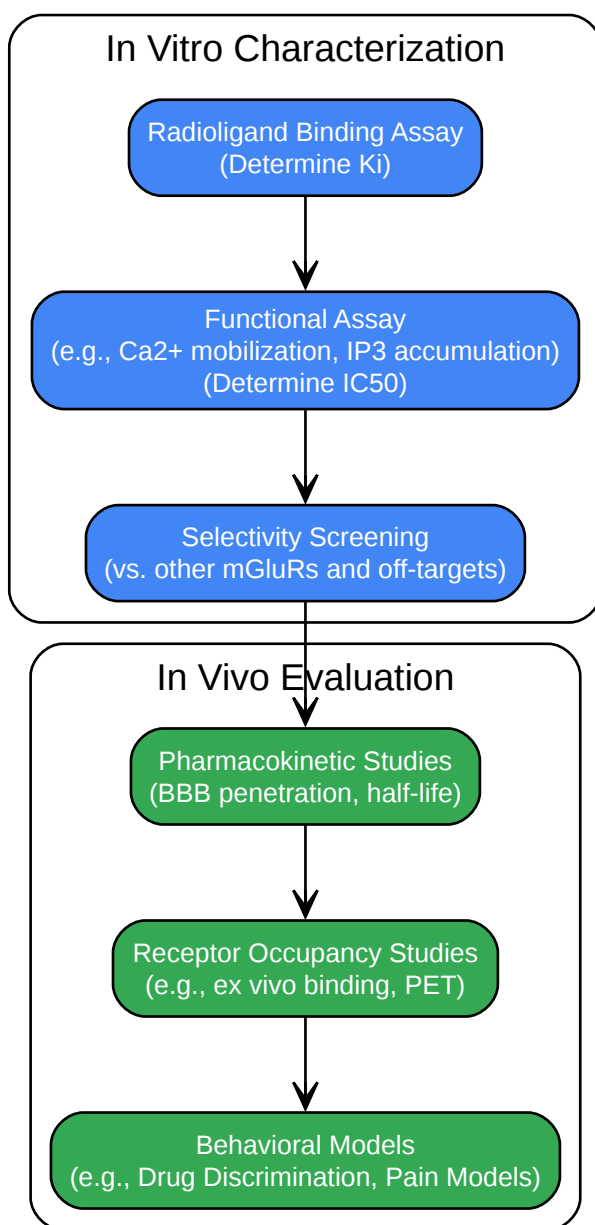 In Vitro Characterization
Radioligand Binding Assay
(Determine Ki)
Functional Assay
(e.g., Ca2+ mobilization, IP3 accumulation)
(Determine IC50)
Selectivity Screening
(vs. other mGluRs and off-targets)
In Vivo Evaluation
Pharmacokinetic Studies
(BBB penetration, half-life)
Receptor Occupancy Studies
(e.g., ex vivo binding, PET)
Behavioral Models
(e.g., Drug Discrimination, Pain Models)